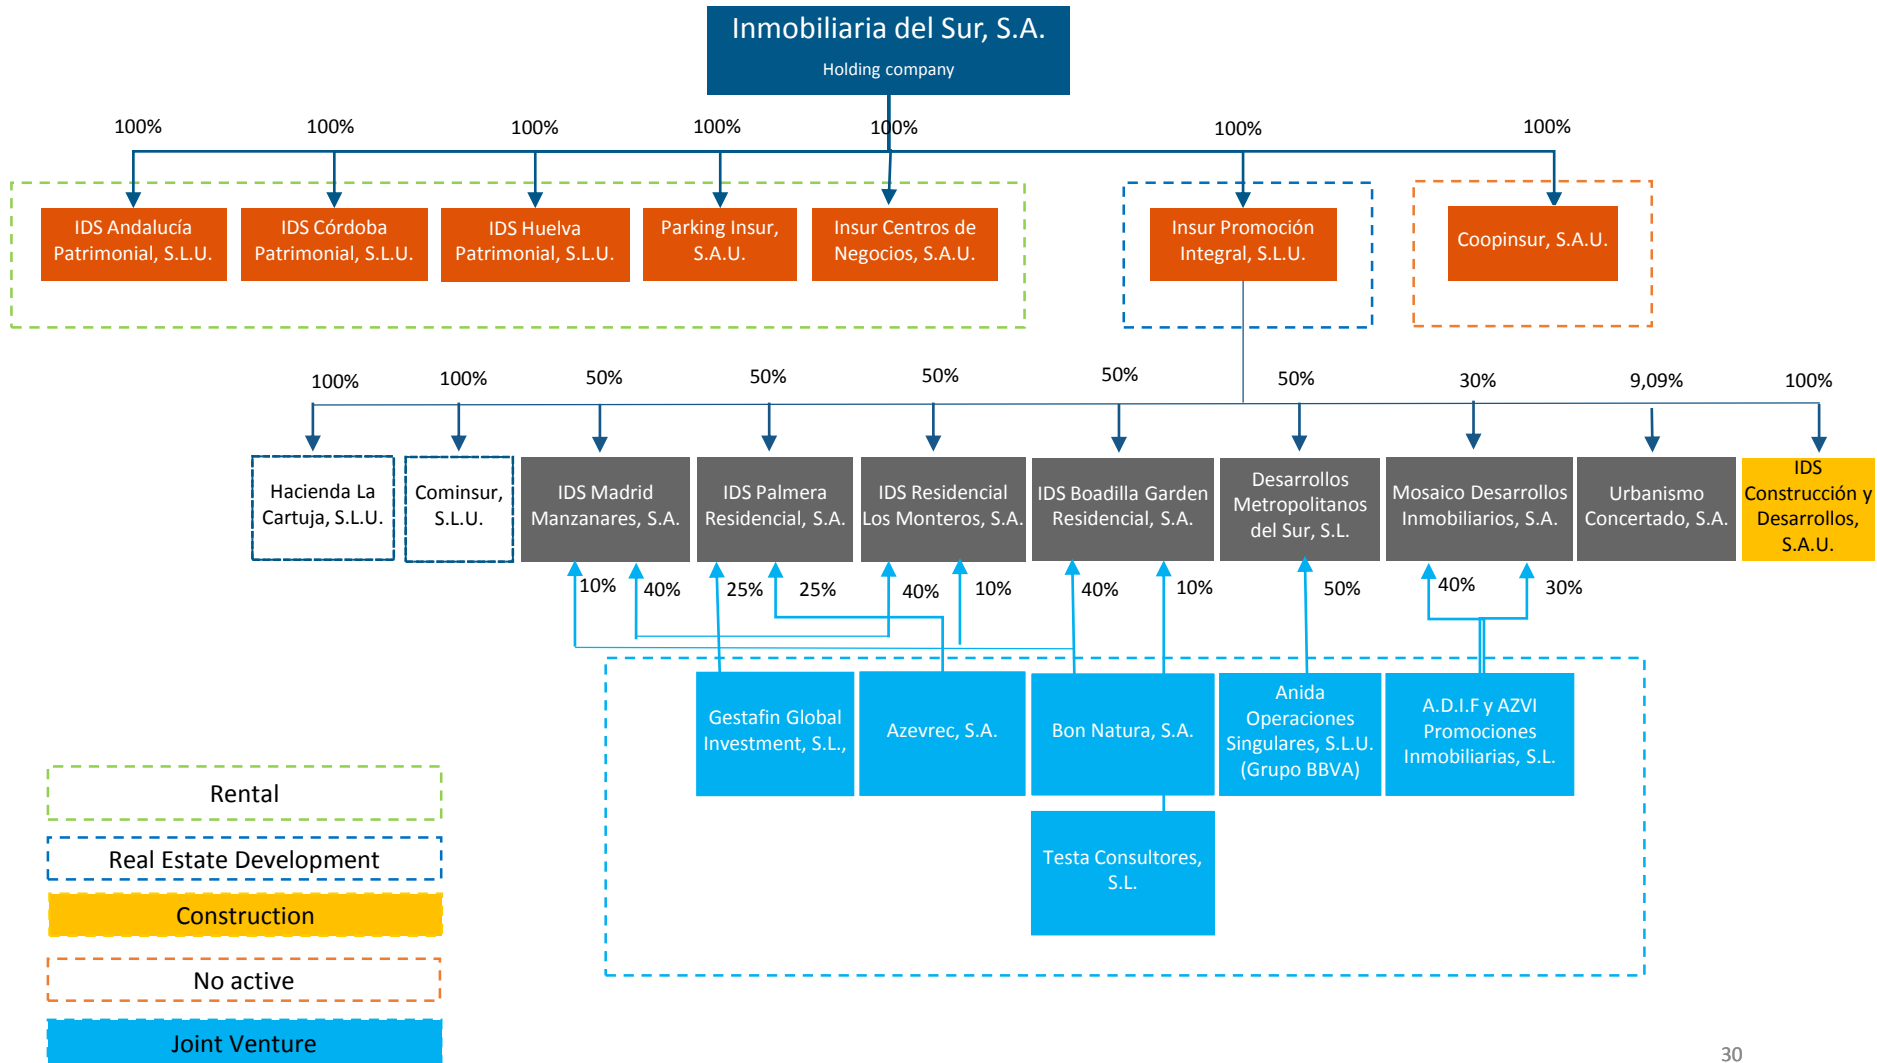 Inmobiliaria del Sur, S.A.
Holding company
100%
100%
100%
100%
100%
100%
100%
IDS Andalucía
Patrimonial, S.L.U.
IDS Córdoba
Patrimonial, S.L.U.
IDS Huelva
Patrimonial, S.L.U.
Parking Insur,
S.A.U.
Insur Centros de
Negocios, S.A.U.
Insur Promoción
Integral, S.L.U.
Coopinsur, S.A.U.
100%
100%
50%
50%
50%
50%
50%
30%
9,09%
100%
Hacienda La
Cartuja, S.L.U.
Cominsur,
S.L.U.
IDS Madrid
Manzanares, S.A.
IDS Palmera
Residencial, S.A.
IDS Residencial
Los Monteros, S.A.
IDS Boadilla Garden
Residencial, S.A.
Desarrollos
Metropolitanos
del Sur, S.L.
Mosaico Desarrollos
Inmobiliarios, S.A.
Urbanismo
Concertado, S.A.
IDS
Construcción y
Desarrollos,
S.A.U.
10%
40%
25%
25%
40%
10%
40%
10%
50%
40%
30%
Gestafin Global
Investment, S.L.,
Azevrec, S.A.
Bon Natura, S.A.
Anida
Operaciones
Singulares, S.L.U.
(Grupo BBVA)
A.D.I.F y AZVI
Promociones
Inmobiliarias, S.L.
Testa Consultores,
S.L.
Rental
Real Estate Development
Construction
No active
Joint Venture
30